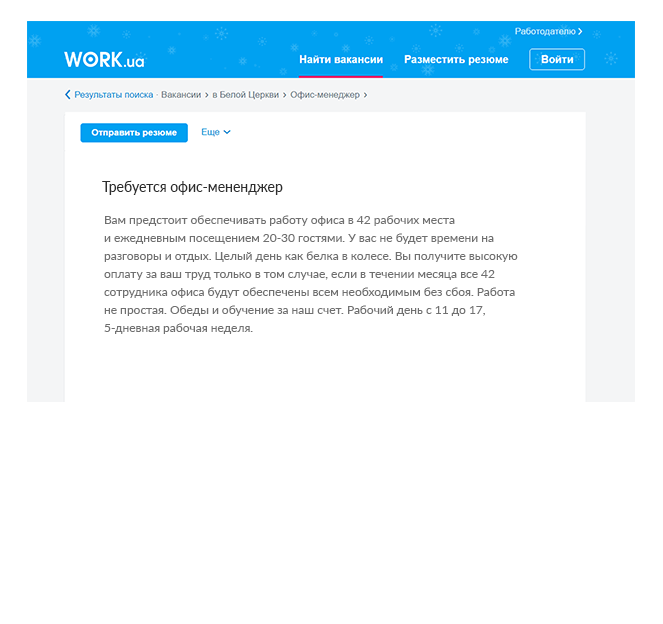 Работодателю
WORK.ua
Найти вакансии Разместить резюме Войти
Результаты поиска · Вакансии › в Белой Церкви › Офис-менеджер ›
Отправить резюме Еще
Требуется офис-мененджер
Вам предстоит обеспечивать работу офиса в 42 рабочих места
и ежедневным посещением 20-30 гостями. У вас не будет времени на
разговоры и отдых. Целый день как белка в колесе. Вы получите высокую
оплату за ваш труд только в том случае, если в течении месяца все 42
сотрудника офиса будут обеспечены всем необходимым без сбоя. Работа
не простая. Обеды и обучение за наш счет. Рабочий день с 11 до 17,
5-дневная рабочая неделя.